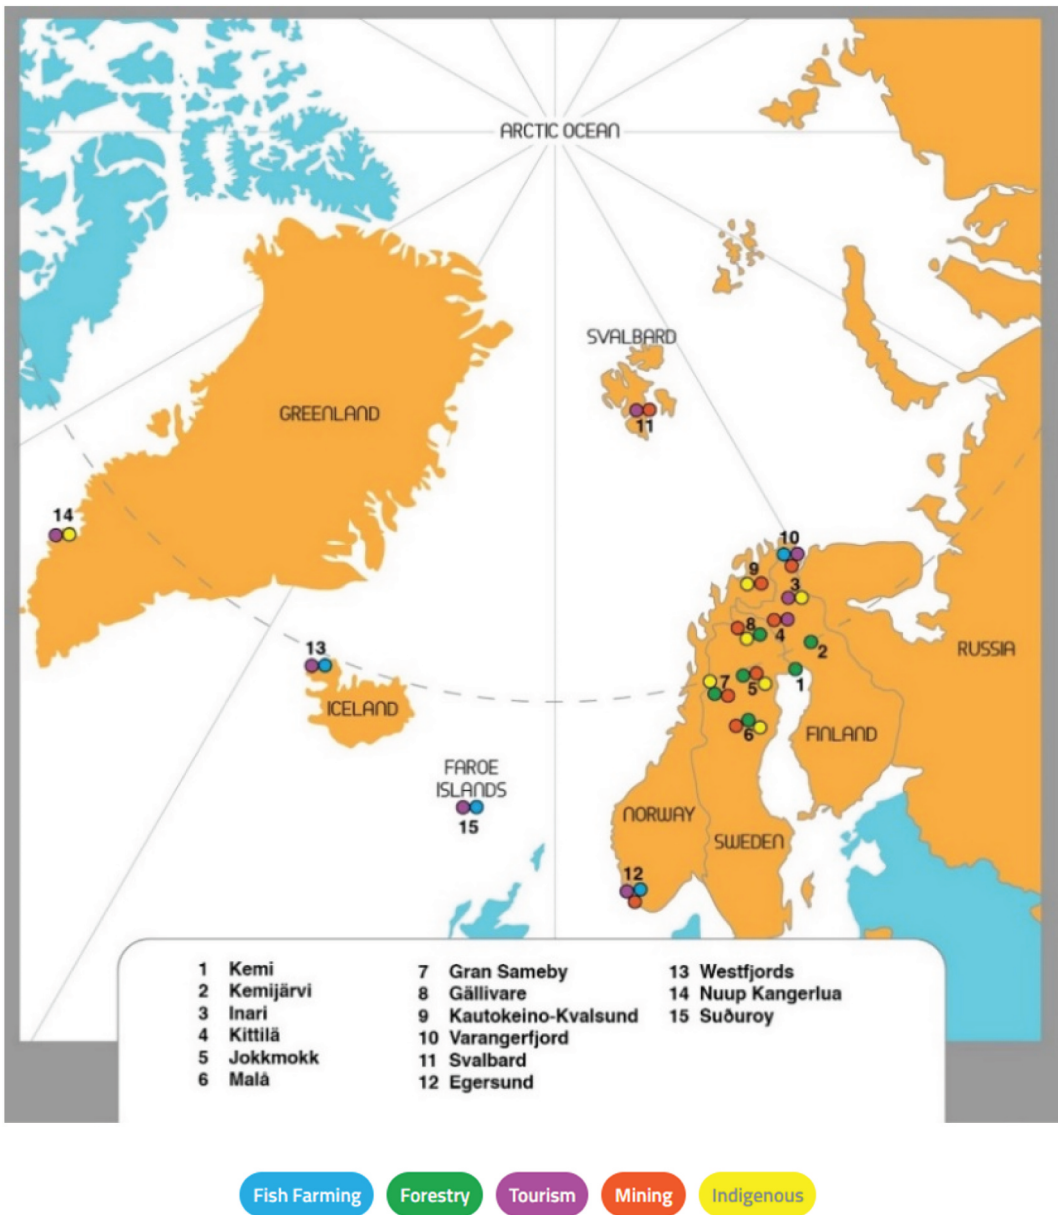 ARCTIC OCEAN
SVALBARD
GREENLAND
11
14
10
9
3
8
4
2
RUSSIA
13
7
5
1
ICELAND
6
FINLAND
FAROE
ISLANDS
15
NORWAY
SWEDEN
12
1 Kemi
2 Kemijärvi
3 Inari
4 Kittilä
5 Jokkmokk
6 Malå
7 Gran Sameby
8 Gällivare
9 Kautokeino-Kvalsund
10 Varangerfjord
11 Svalbard
12 Egersund
13 Westfjords
14 Nuup Kangerlua
15 Suðuroy
Fish Farming
Forestry
Tourism
Mining
Indigenous